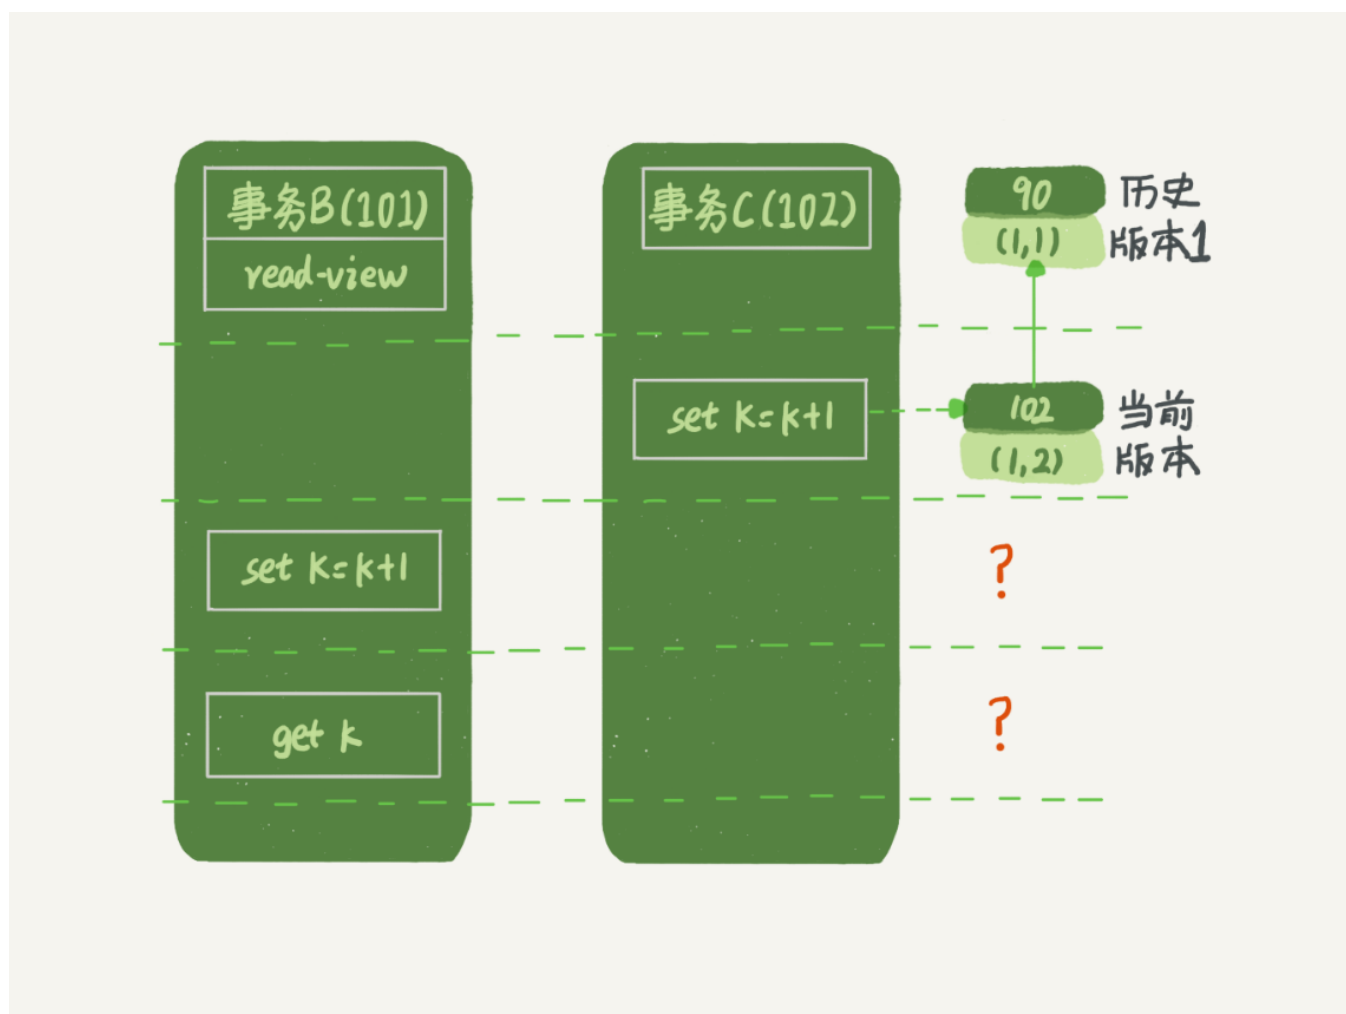 事务B(101)
read-view
事务C(102)
90
(1,1)
历史
版本1
set k=k+1
102
(1,2)
当前
版本
set k=k+1
?
get k
?